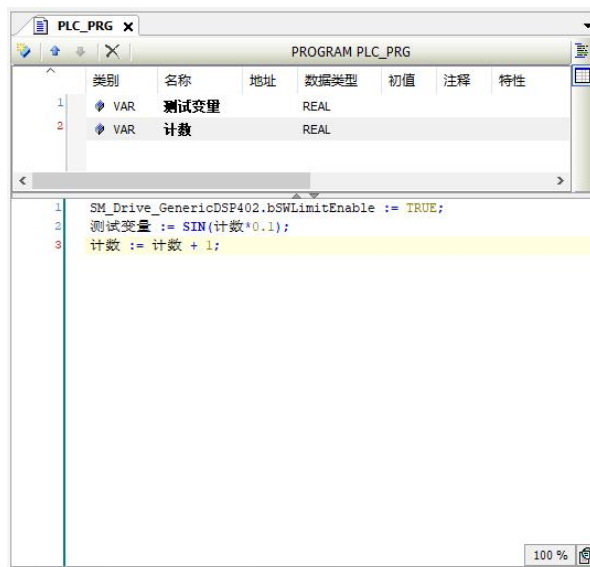 PLC_PRG
PROGRAM PLC_PRG
类别 名称 地址 数据类型 初值 注释 特性
1 VAR 测试变量 REAL
2 VAR 计数 REAL
1 SM_Drive_GenericDSP402.bSWLimitEnable := TRUE;
2 测试变量 := SIN(计数*0.1);
3 计数 := 计数 + 1;
100 %